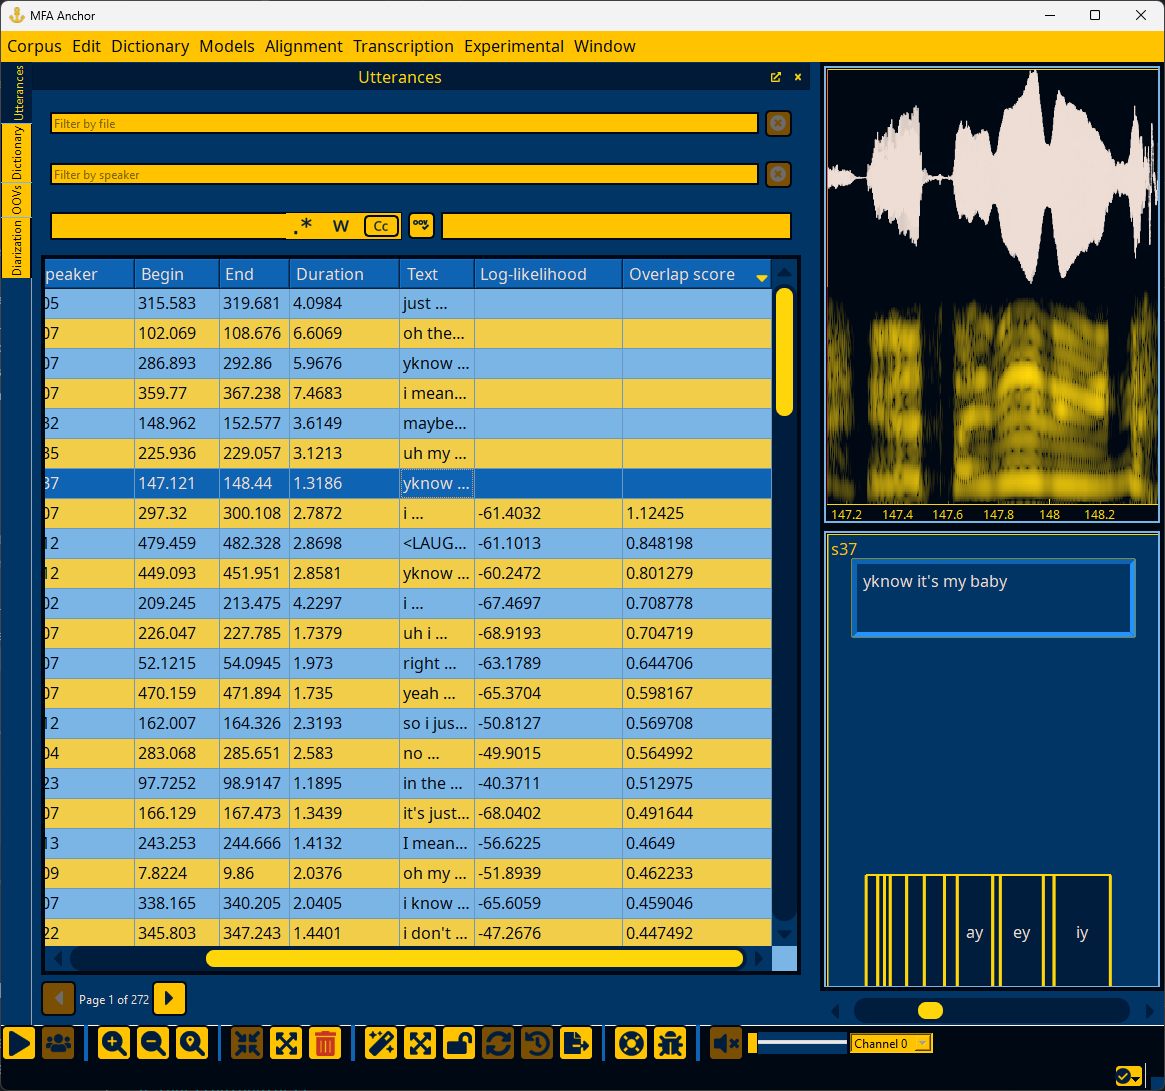 MFA Anchor
Corpus Edit Dictionary Models Alignment Transcription Experimental Window
Utterances
Dictionary
OOVs
Diarization
Utterances
Filter by file
Filter by speaker
.* W Cc OOV
peaker Begin End Duration Text Log-likelihood Overlap score
05 315.583 319.681 4.0984 just ...
07 102.069 108.676 6.6069 oh the...
07 286.893 292.86 5.9676 yknow ...
07 359.77 367.238 7.4683 i mean...
32 148.962 152.577 3.6149 maybe...
35 225.936 229.057 3.1213 uh my ...
37 147.121 148.44 1.3186 yknow ...
07 297.32 300.108 2.7872 i ... -61.4032 1.12425
12 479.459 482.328 2.8698 <LAUG... -61.1013 0.848198
12 449.093 451.951 2.8581 yknow ... -60.2472 0.801279
02 209.245 213.475 4.2297 i ... -67.4697 0.708778
07 226.047 227.785 1.7379 uh i ... -68.9193 0.704719
07 52.1215 54.0945 1.973 right ... -63.1789 0.644706
07 470.159 471.894 1.735 yeah ... -65.3704 0.598167
12 162.007 164.326 2.3193 so i jus... -50.8127 0.569708
04 283.068 285.651 2.583 no ... -49.9015 0.564992
23 97.7252 98.9147 1.1895 in the ... -40.3711 0.512975
07 166.129 167.473 1.3439 it's just... -68.0402 0.491644
13 243.253 244.666 1.4132 I mean... -56.6225 0.4649
09 7.8224 9.86 2.0376 oh my ... -51.8939 0.462233
07 338.165 340.205 2.0405 i know ... -65.6059 0.459046
22 345.803 347.243 1.4401 i don't ... -47.2676 0.447492
Page 1 of 272
147.2 147.4 147.6 147.8 148 148.2
s37
yknow it's my baby
ay ey iy
Channel 0